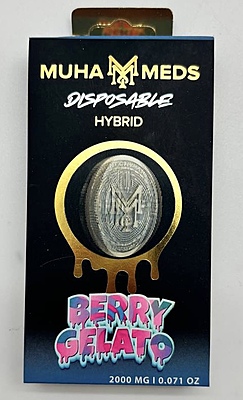 MUHA M MEDS
DISPOSABLE
HYBRID
M
BERRY
GELATO
2000 MG | 0.071 OZ